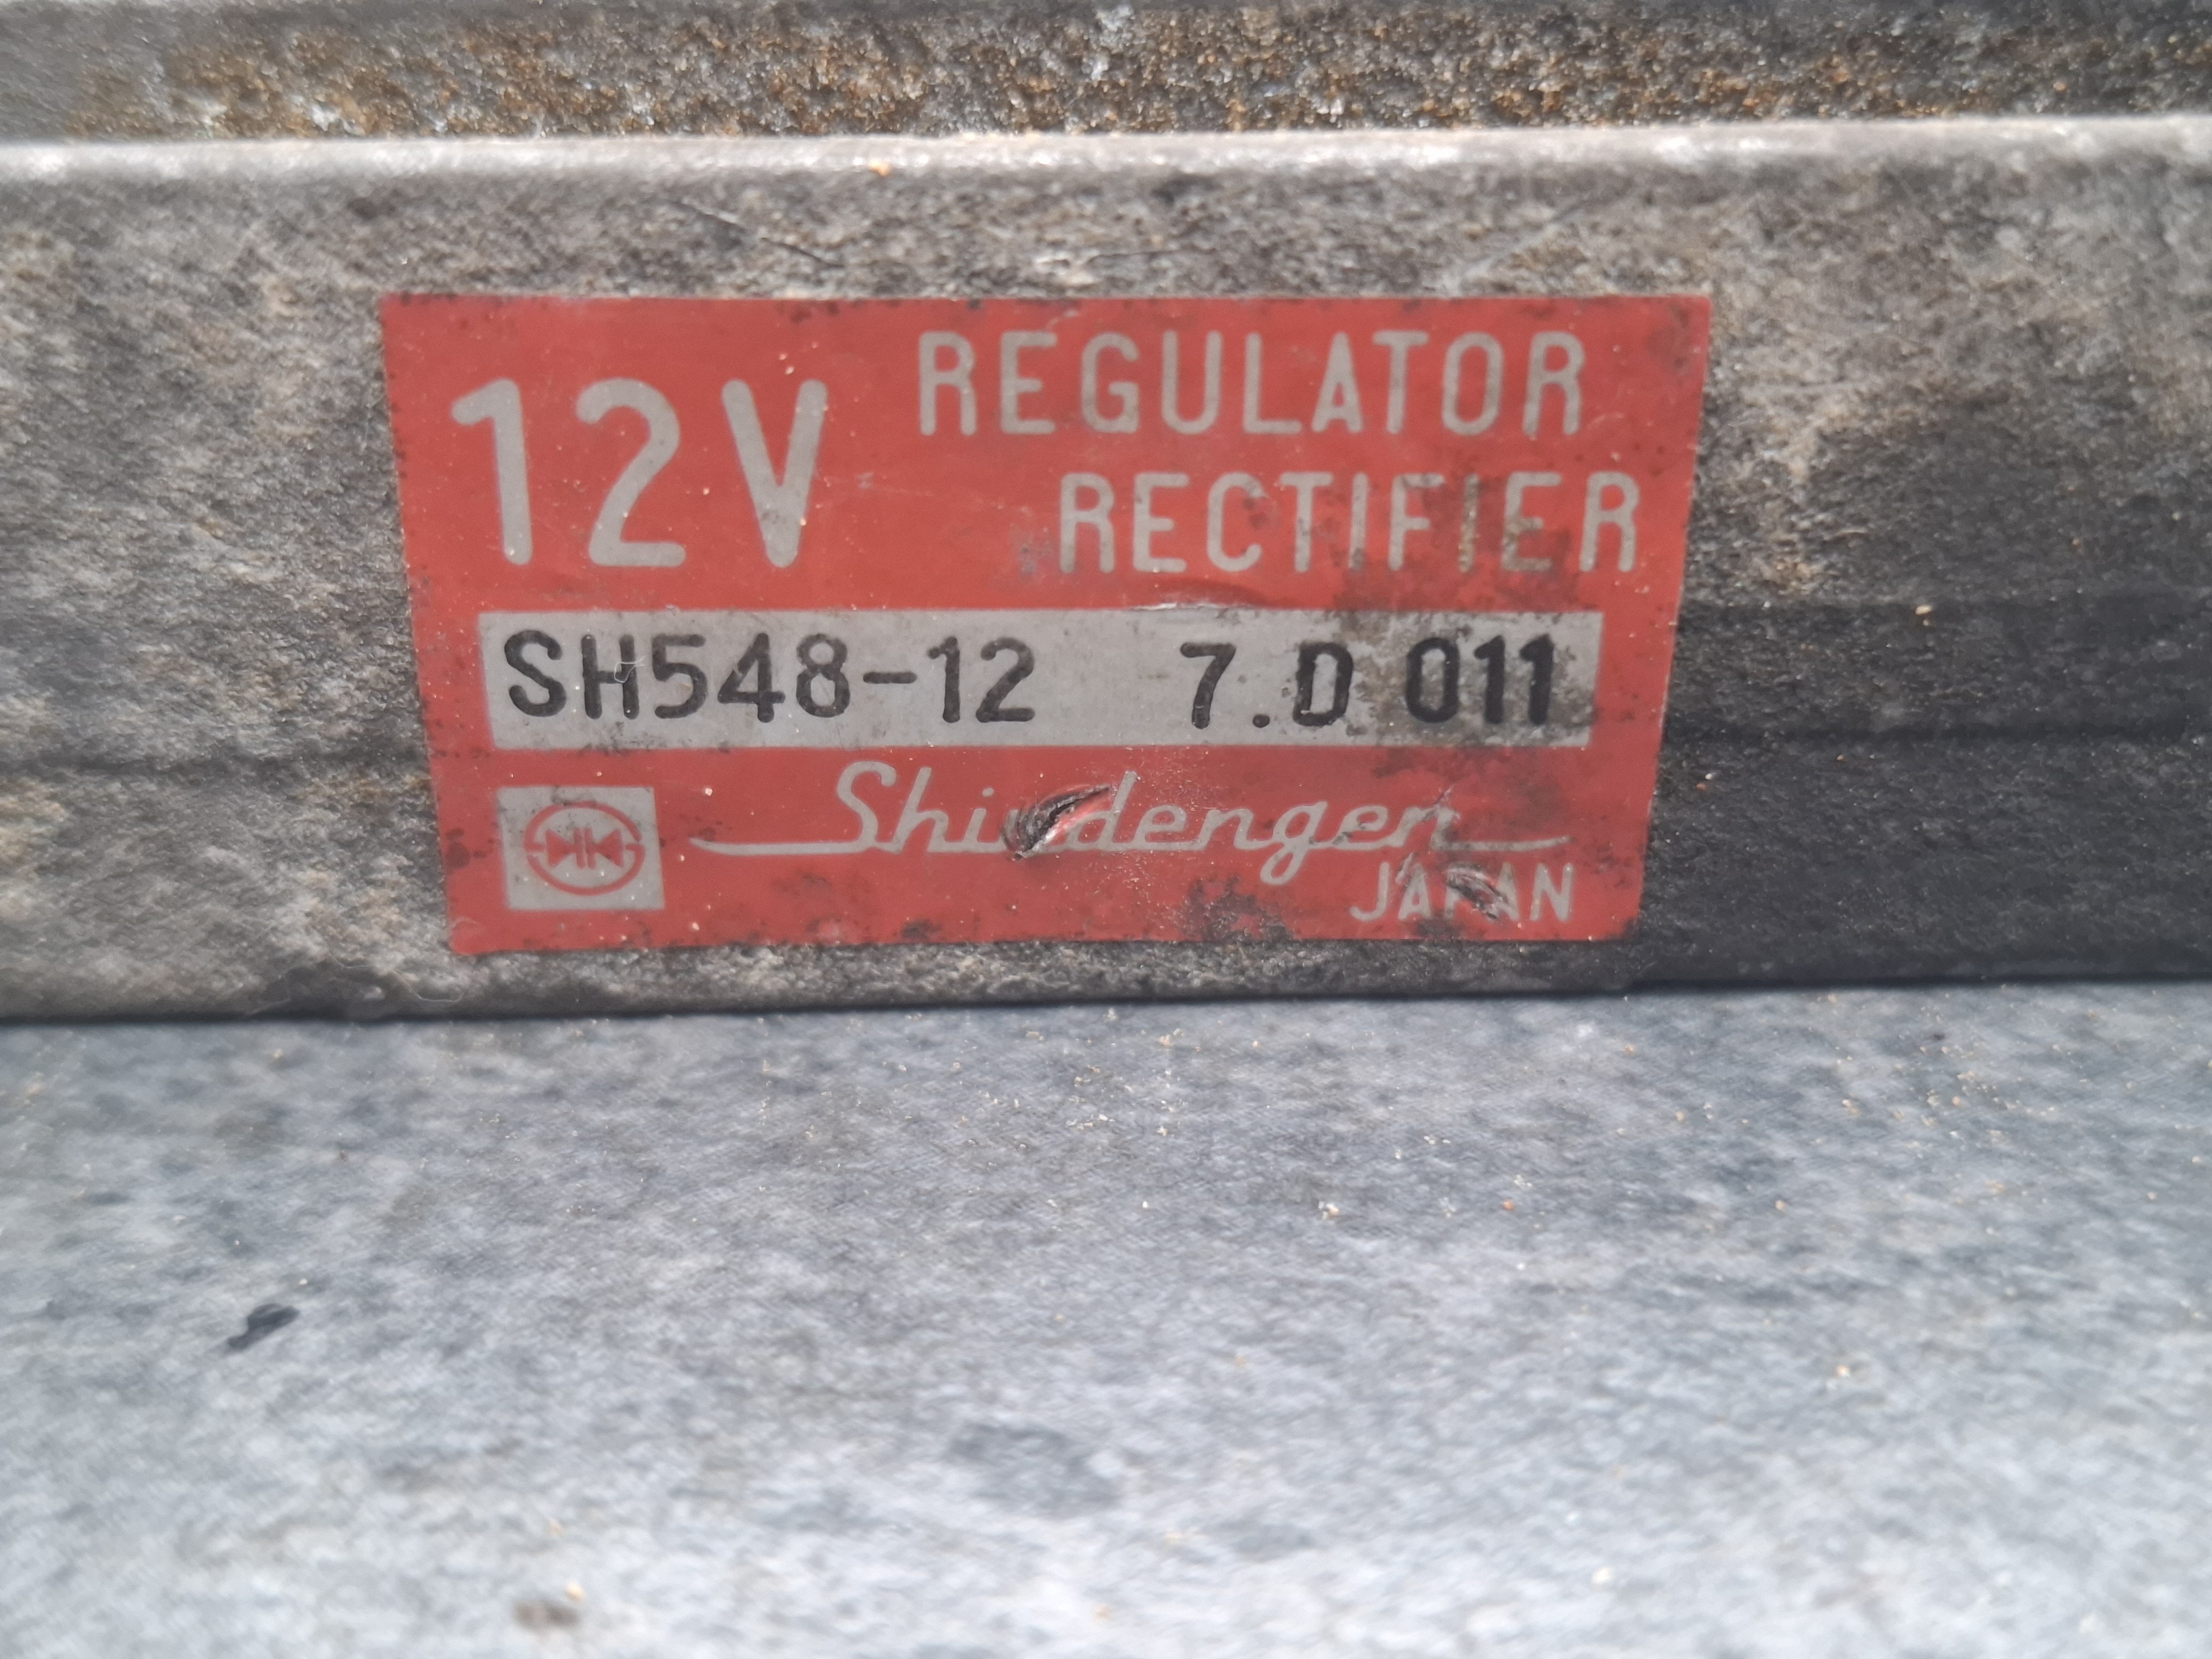 12V REGULATOR
RECTIFIER
SH548-12 7.D 011
Shindengen
JAPAN